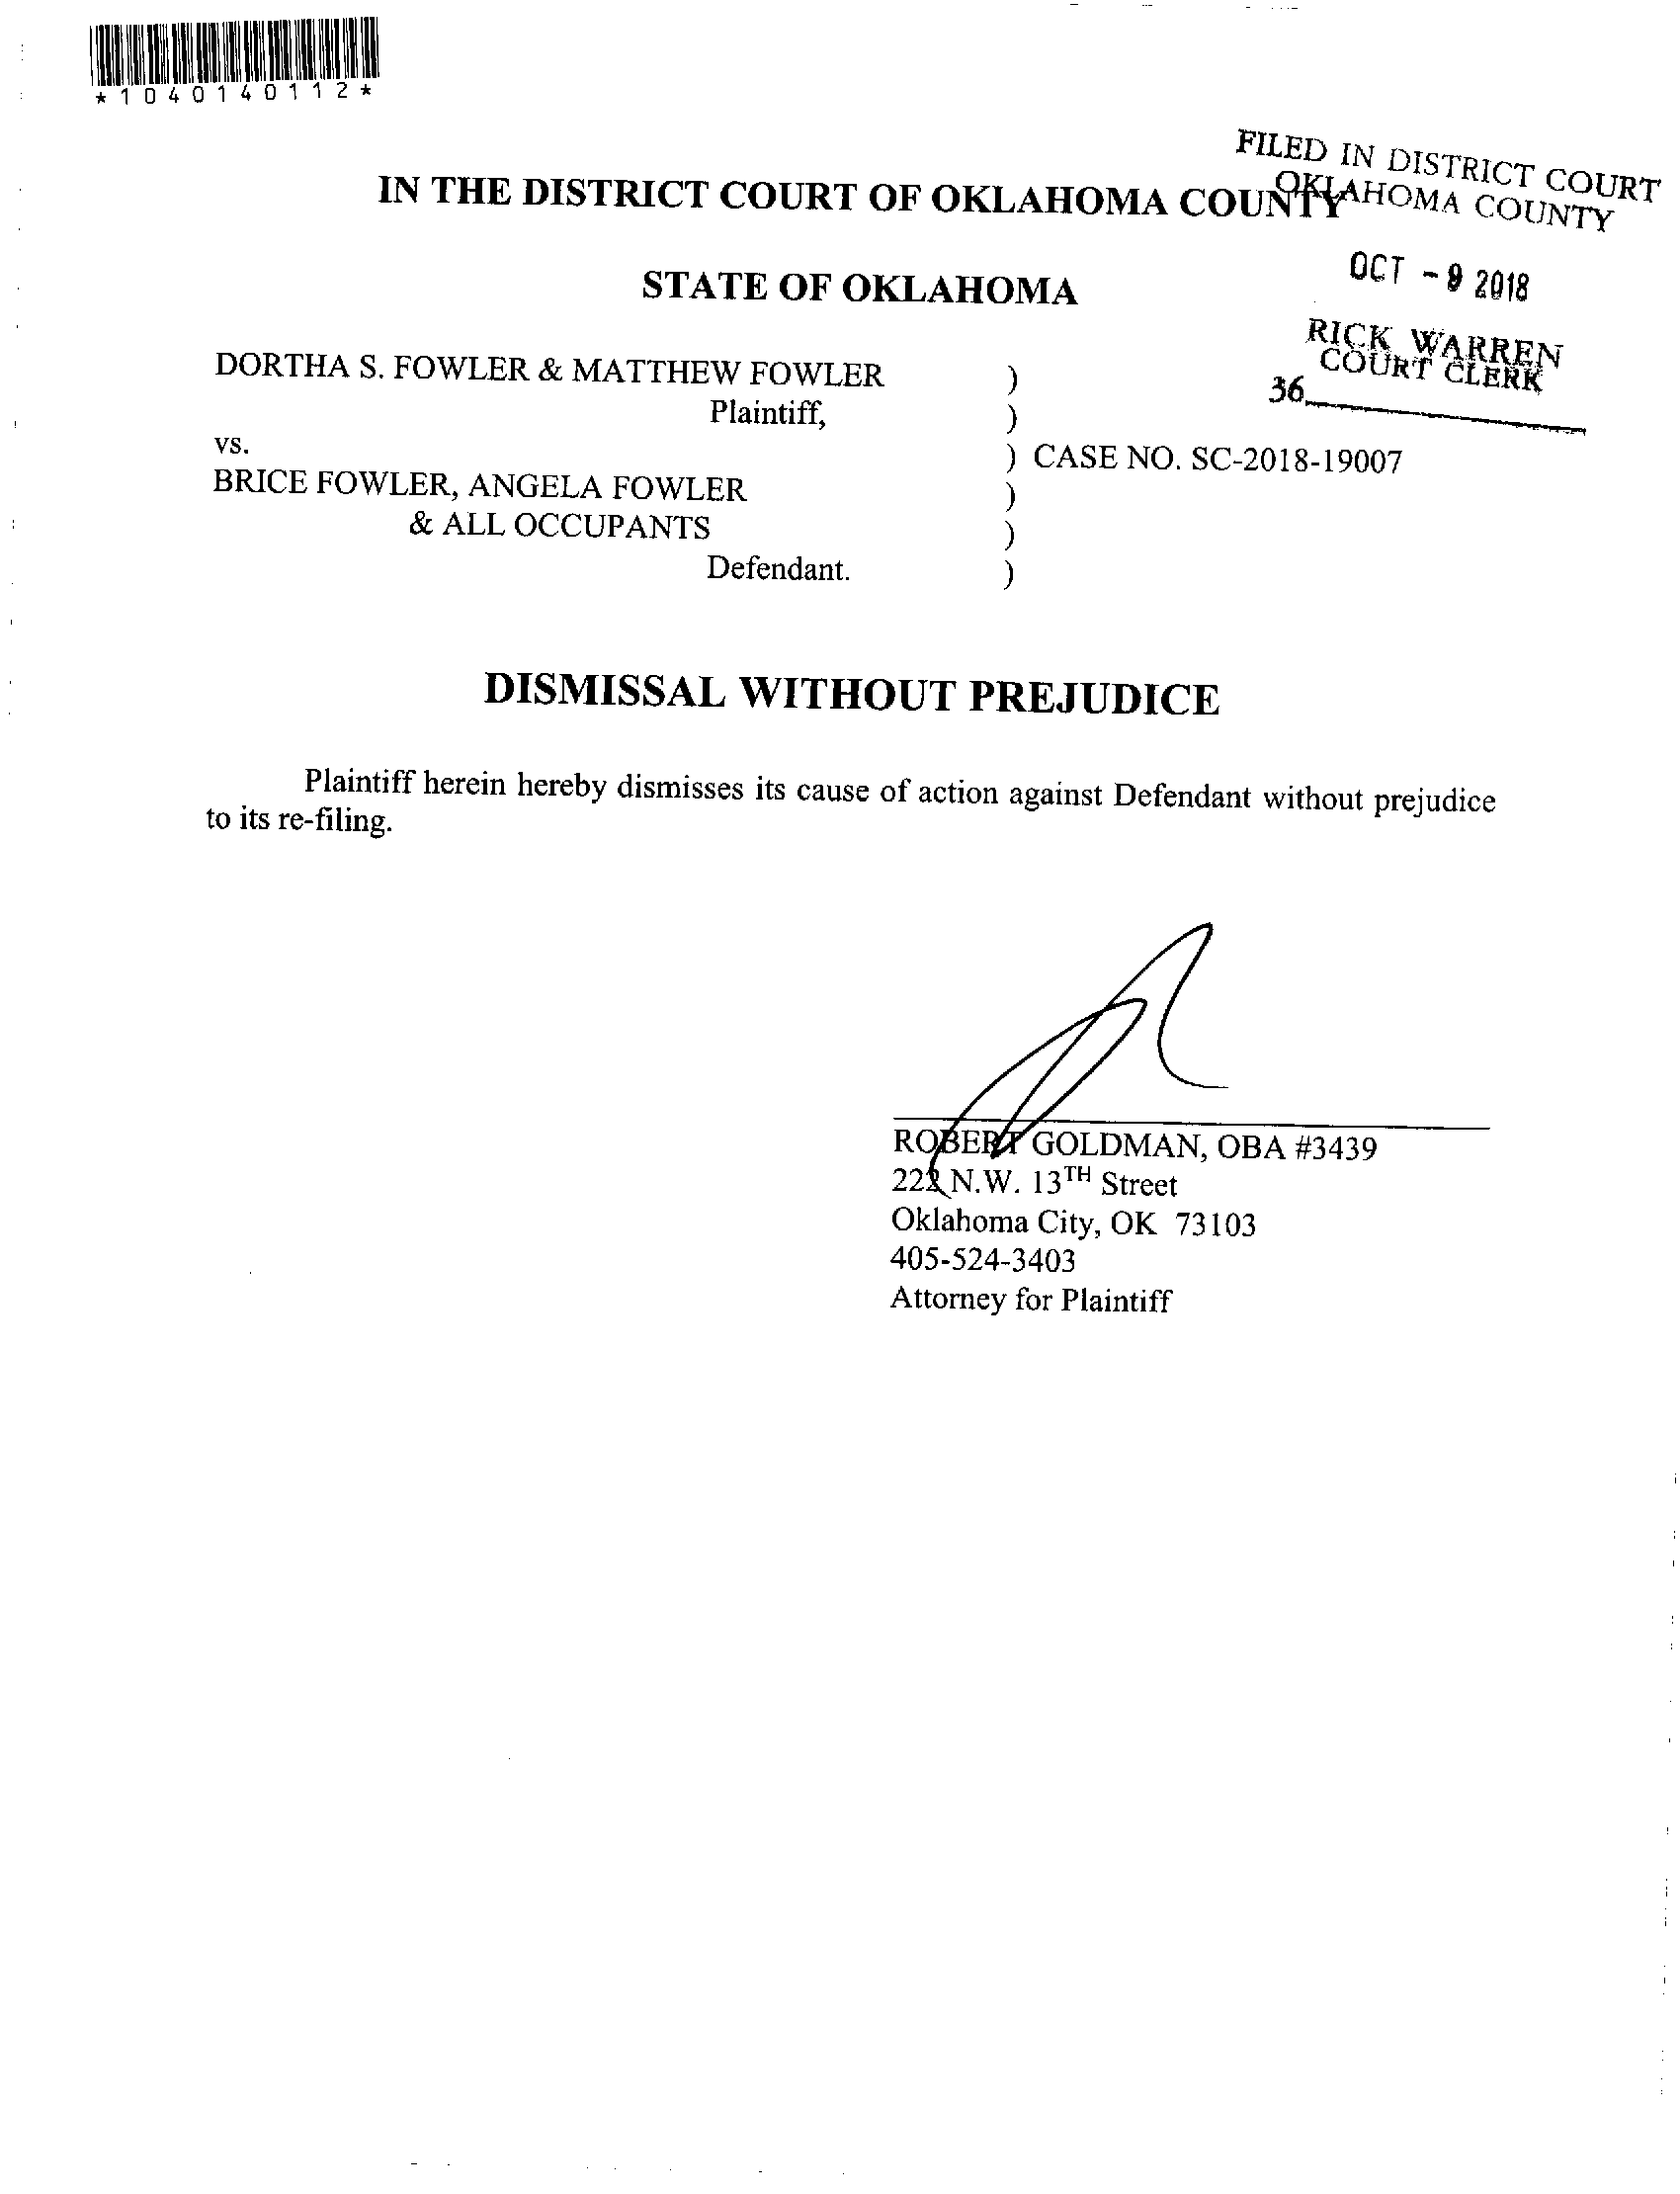 *1040140112*
FILED IN DISTRICT COURT
OKLAHOMA COUNTY
IN THE DISTRICT COURT OF OKLAHOMA COUNTY
OCT - 9 2018
STATE OF OKLAHOMA
RICK WARREN
COURT CLERK
36
DORTHA S. FOWLER & MATTHEW FOWLER )
Plaintiff, )
vs. ) CASE NO. SC-2018-19007
BRICE FOWLER, ANGELA FOWLER )
& ALL OCCUPANTS )
Defendant. )
DISMISSAL WITHOUT PREJUDICE
Plaintiff herein hereby dismisses its cause of action against Defendant without prejudice
to its re-filing.
ROBERT GOLDMAN, OBA #3439
222 N.W. 13TH Street
Oklahoma City, OK 73103
405-524-3403
Attorney for Plaintiff